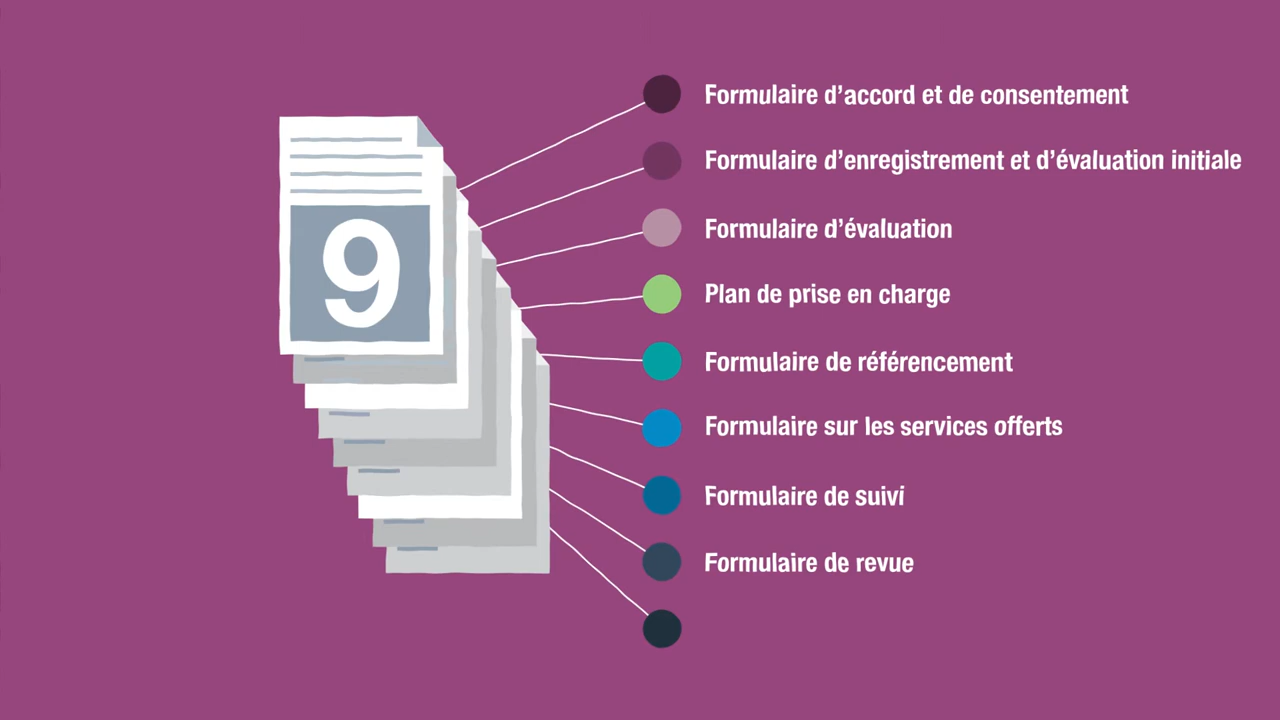 9
Formulaire d'accord et de consentement
Formulaire d'enregistrement et d'évaluation initiale
Formulaire d'évaluation
Plan de prise en charge
Formulaire de référencement
Formulaire sur les services offerts
Formulaire de suivi
Formulaire de revue